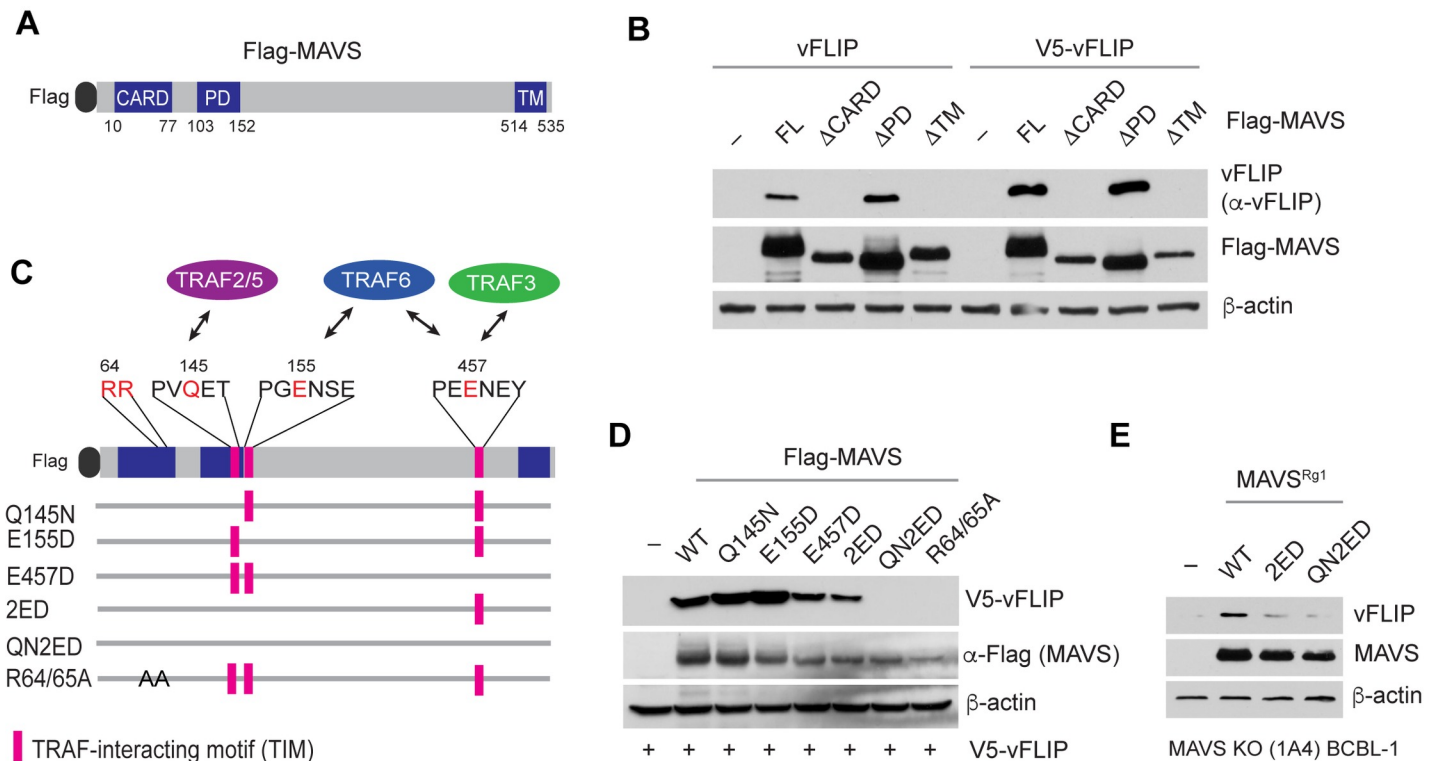 A
Flag-MAVS
Flag
CARD
PD
TM
10 77 103 152 514 535
B
vFLIP V5-vFLIP
– FL ΔCARD ΔPD ΔTM – FL ΔCARD ΔPD ΔTM Flag-MAVS
vFLIP
(α-vFLIP)
Flag-MAVS
β-actin
C
TRAF2/5 TRAF6 TRAF3
64 145 155 457
RR PVQET PGENSE PEENEY
Flag
Q145N
E155D
E457D
2ED
QN2ED
R64/65A AA
TRAF-interacting motif (TIM)
D
Flag-MAVS
– WT Q145N E155D E457D 2ED QN2ED R64/65A
V5-vFLIP
α-Flag (MAVS)
β-actin
+ + + + + + + + V5-vFLIP
E
MAVSRg1
– WT 2ED QN2ED
vFLIP
MAVS
β-actin
MAVS KO (1A4) BCBL-1